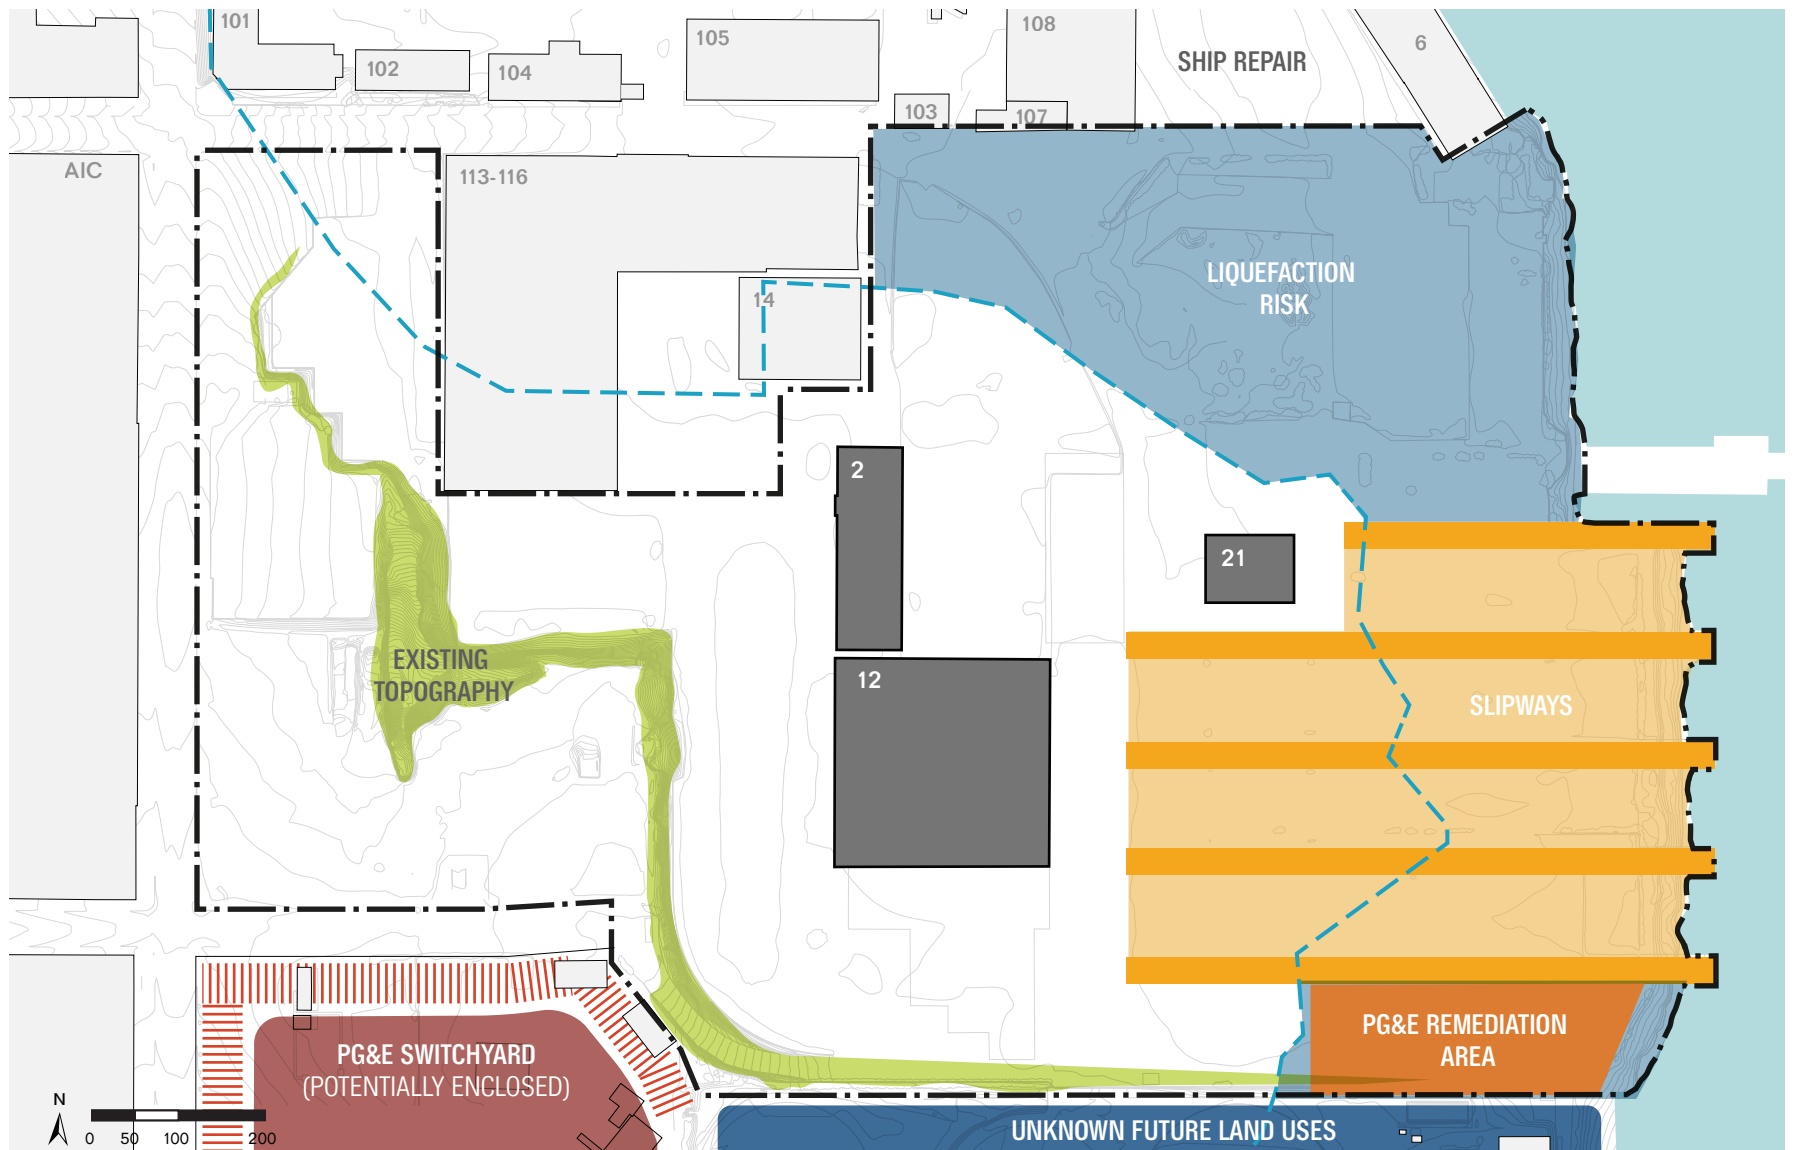 101
102
104
105
103
108
107
SHIP REPAIR
6
AIC
113-116
14
LIQUEFACTION
RISK
2
21
12
EXISTING
TOPOGRAPHY
SLIPWAYS
PG&E REMEDIATION
AREA
PG&E SWITCHYARD
(POTENTIALLY ENCLOSED)
UNKNOWN FUTURE LAND USES
N
0 50 100 200